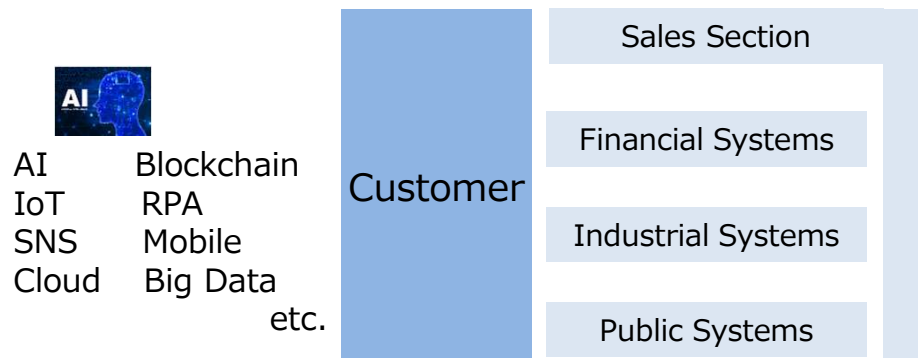 AI
AI Blockchain
IoT RPA
SNS Mobile
Cloud Big Data
etc.
Customer
Sales Section
Financial Systems
Industrial Systems
Public Systems